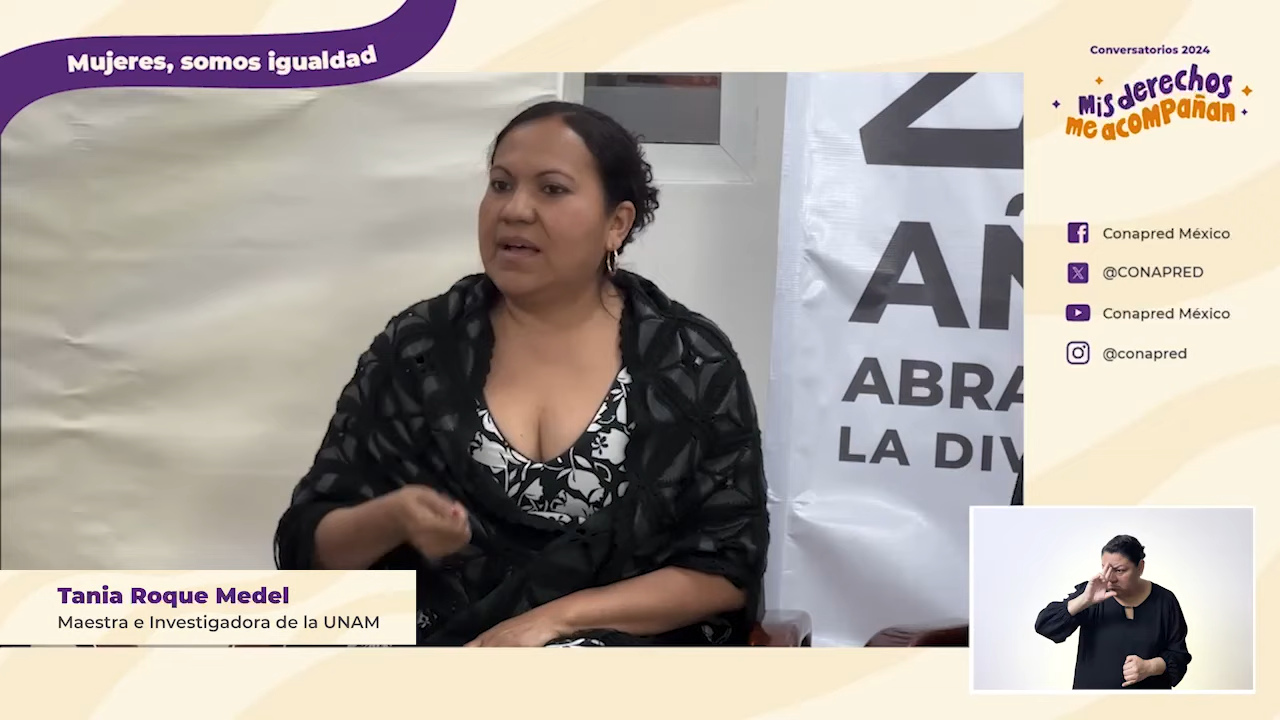 Mujeres, somos igualdad
Conversatorios 2024
Mis derechos
me acompañan
Conapred México
@CONAPRED
Conapred México
@conapred
AÑ
ABRA
LA DIV
Tania Roque Medel
Maestra e Investigadora de la UNAM